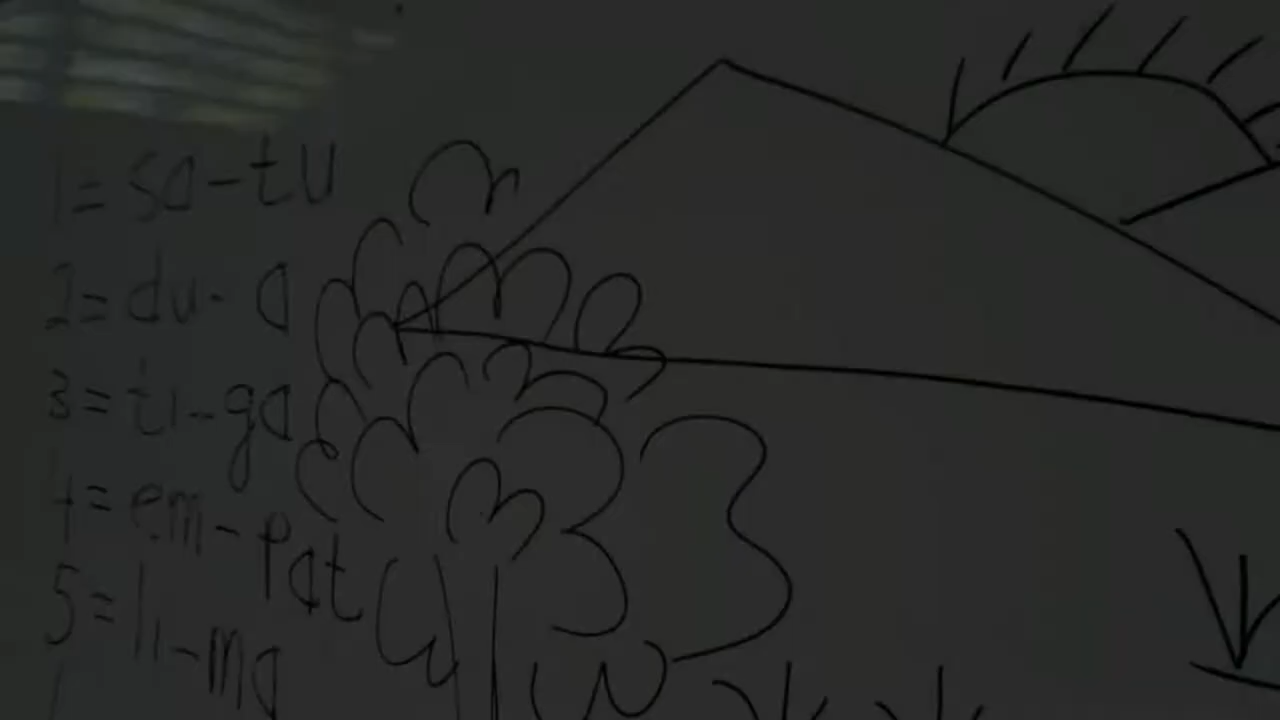 1= sa-tu
2= du-a
3= ti-ga
4= em-pat
5= li-ma